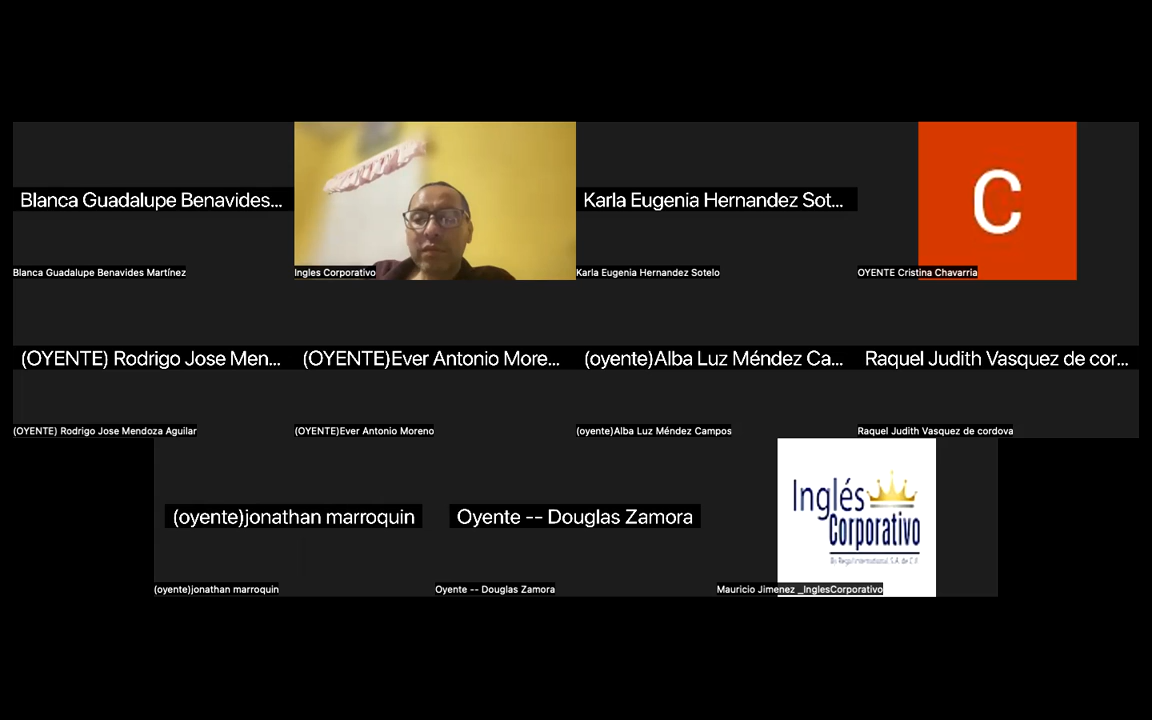 Blanca Guadalupe Benavides...
Blanca Guadalupe Benavides Martínez
Ingles Corporativo
Karla Eugenia Hernandez Sot...
Karla Eugenia Hernandez Sotelo
C
OYENTE Cristina Chavarria
(OYENTE) Rodrigo Jose Men...
(OYENTE) Rodrigo Jose Mendoza Aguilar
(OYENTE)Ever Antonio More...
(OYENTE)Ever Antonio Moreno
(oyente)Alba Luz Méndez Ca...
(oyente)Alba Luz Méndez Campos
Raquel Judith Vasquez de cor...
Raquel Judith Vasquez de cordova
(oyente)jonathan marroquin
(oyente)jonathan marroquin
Oyente -- Douglas Zamora
Oyente -- Douglas Zamora
Inglés
Corporativo
Mauricio Jimenez _InglesCorporativo